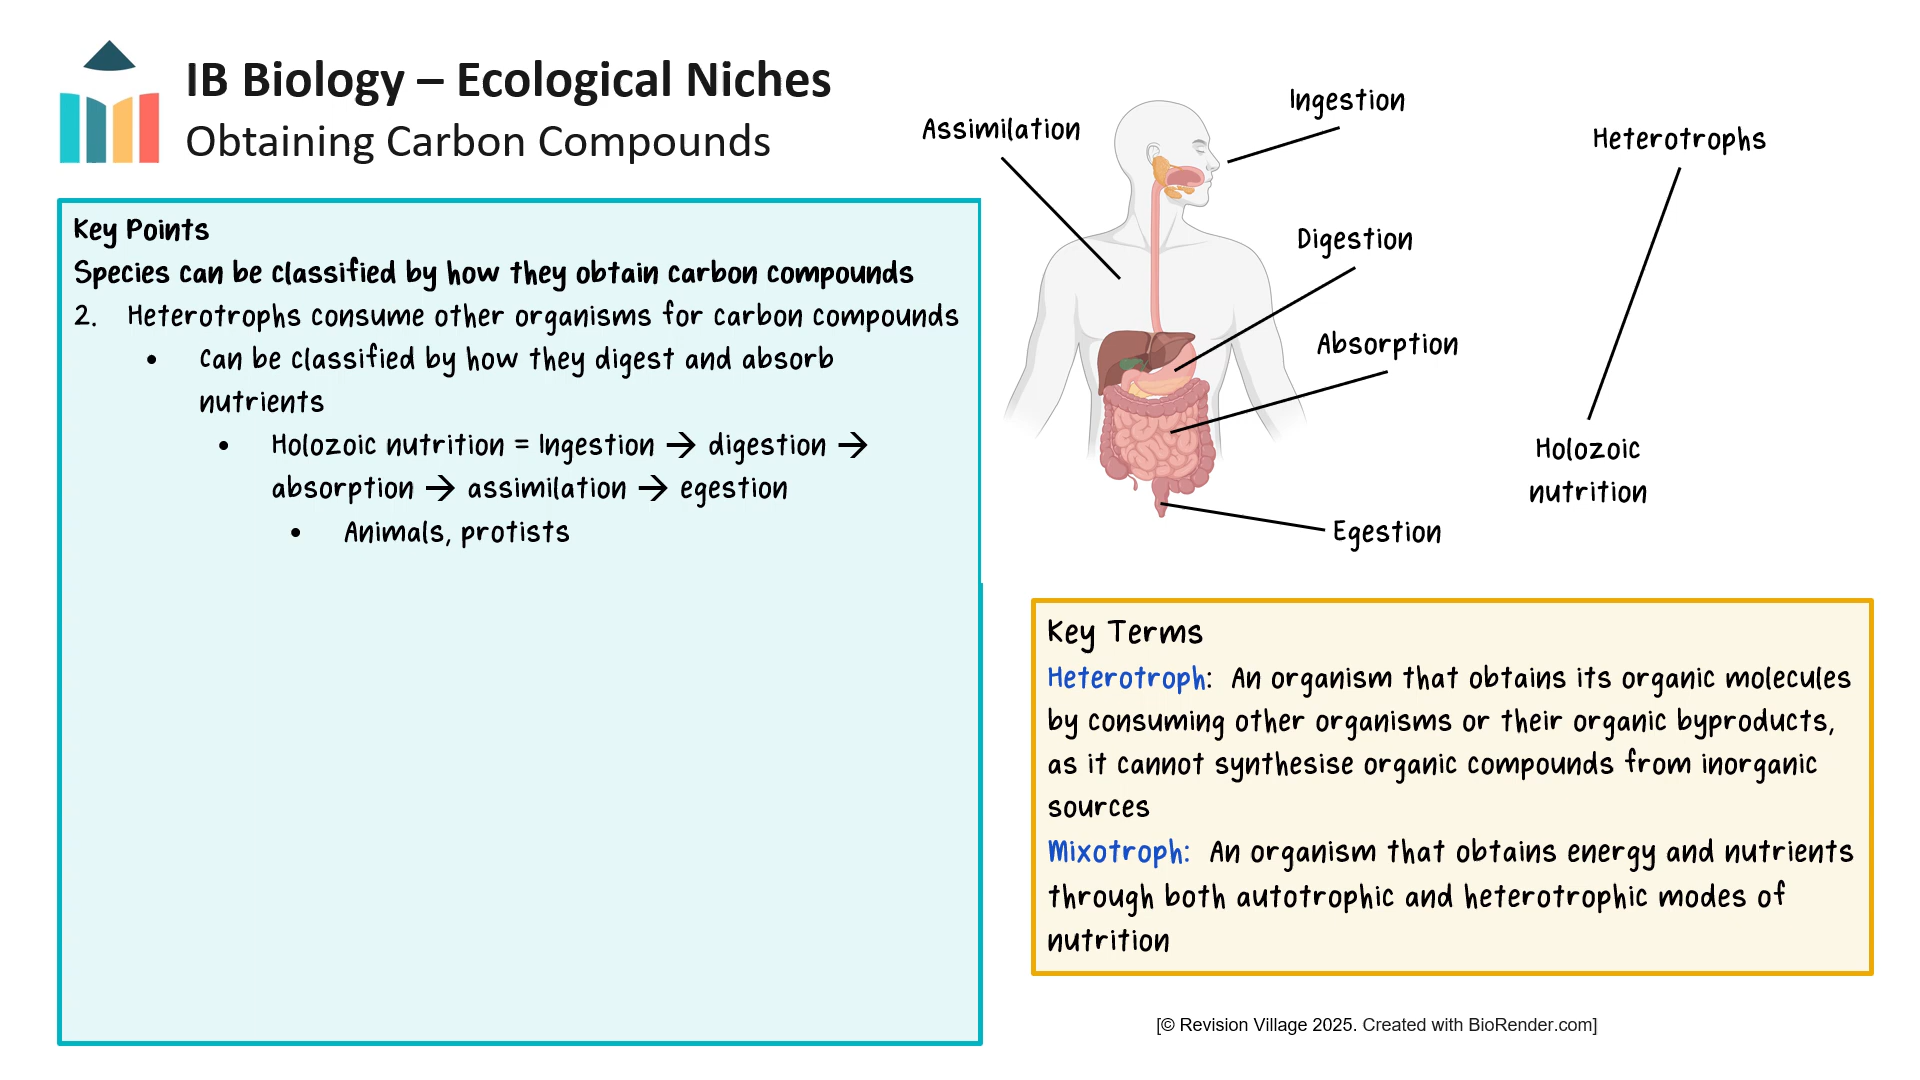 IB Biology – Ecological Niches
Obtaining Carbon Compounds
Key Points
Species can be classified by how they obtain carbon compounds
2. Heterotrophs consume other organisms for carbon compounds
• Can be classified by how they digest and absorb
nutrients
• Holozoic nutrition = Ingestion → digestion →
absorption → assimilation → egestion
• Animals, protists
Assimilation
Ingestion
Digestion
Absorption
Egestion
Heterotrophs
Holozoic
nutrition
Key Terms
Heterotroph: An organism that obtains its organic molecules
by consuming other organisms or their organic byproducts,
as it cannot synthesise organic compounds from inorganic
sources
Mixotroph: An organism that obtains energy and nutrients
through both autotrophic and heterotrophic modes of
nutrition
[© Revision Village 2025. Created with BioRender.com]